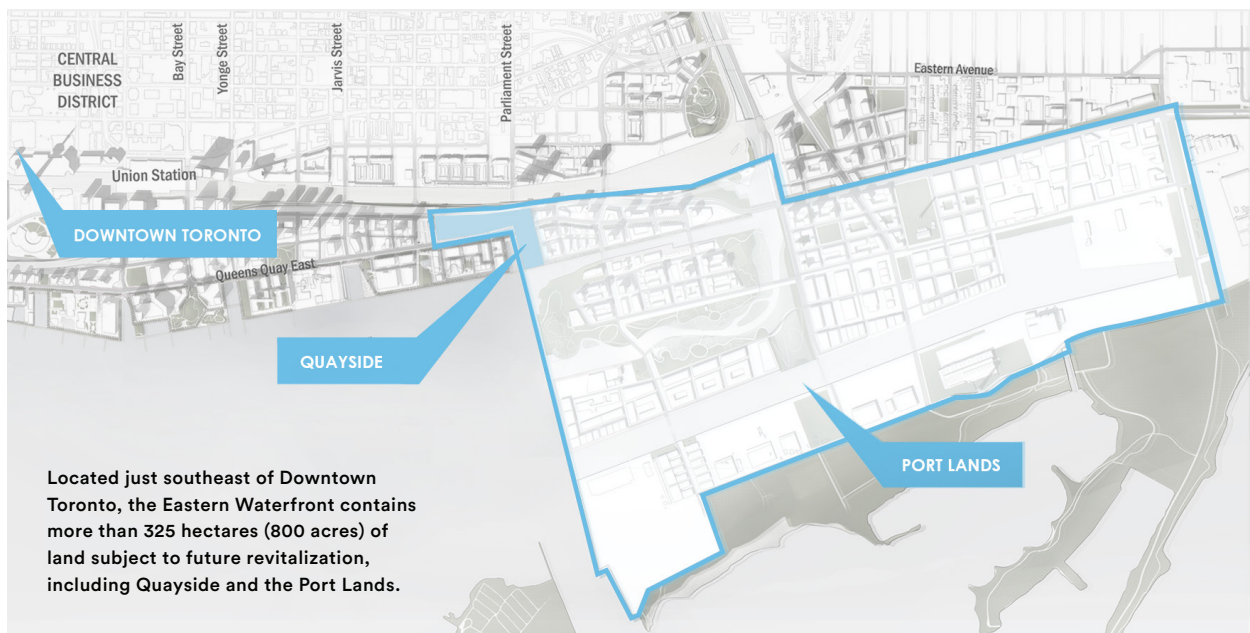 CENTRAL
BUSINESS
DISTRICT
Bay Street
Yonge Street
Jarvis Street
Parliament Street
Eastern Avenue
Union Station
DOWNTOWN TORONTO
Queens Quay East
QUAYSIDE
PORT LANDS
Located just southeast of Downtown
Toronto, the Eastern Waterfront contains
more than 325 hectares (800 acres) of
land subject to future revitalization,
including Quayside and the Port Lands.